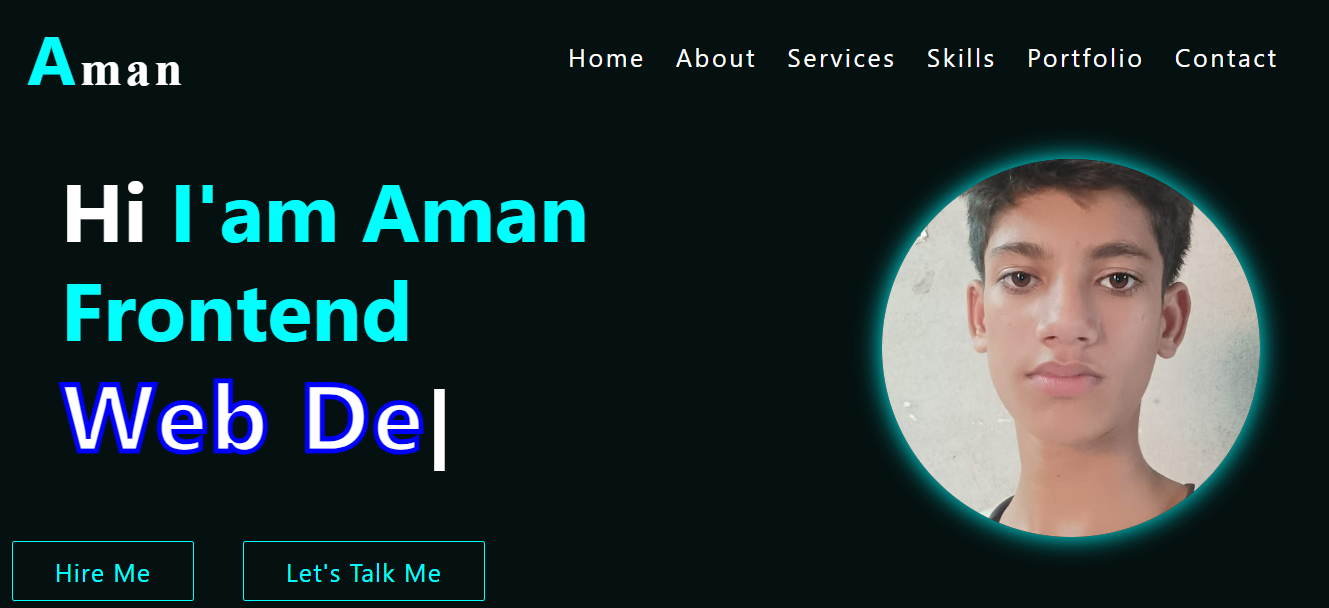 Aman
Home About Services Skills Portfolio Contact
Hi I'am Aman
Frontend
Web De|
Hire Me
Let's Talk Me